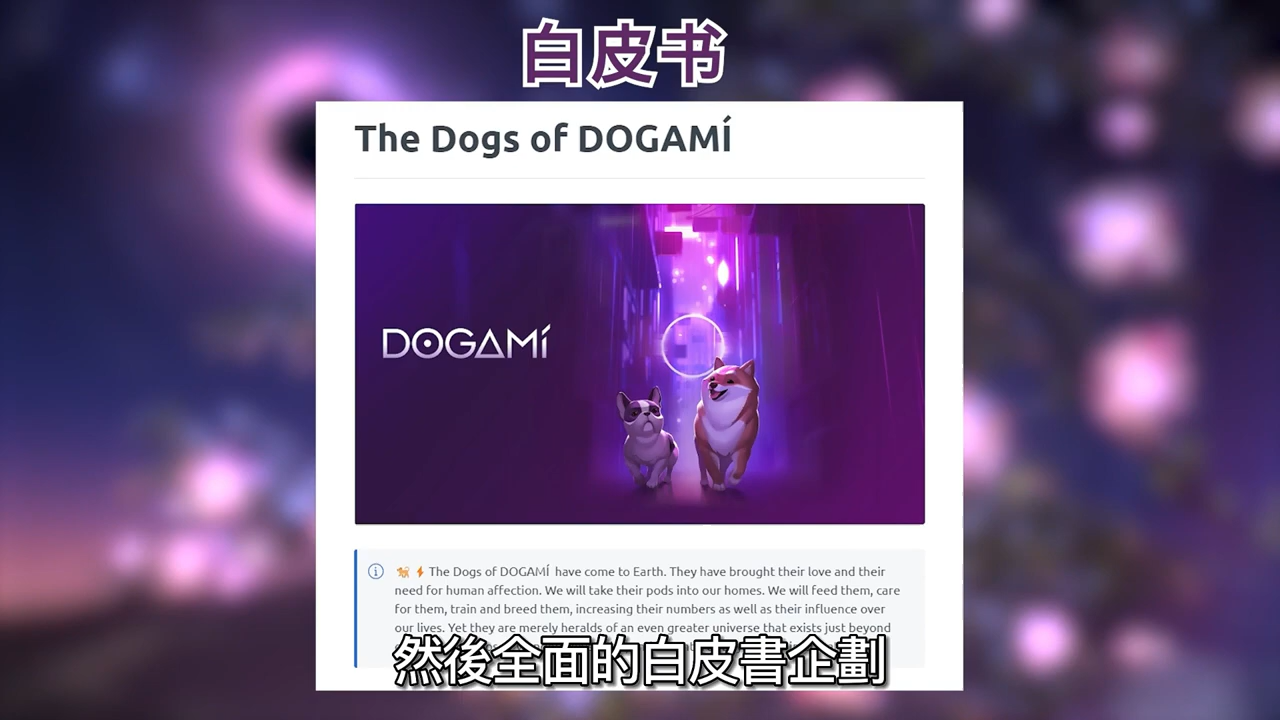 白皮书
The Dogs of DOGAMÍ
DOGAMÍ
The Dogs of DOGAMÍ have come to Earth. They have brought their love and their
need for human affection. We will take their pods into our homes. We will feed them, care
for them, train and breed them, increasing their numbers as well as their influence over
our lives. Yet they are merely heralds of an even greater universe that exists just beyond
然後全面的白皮書企劃